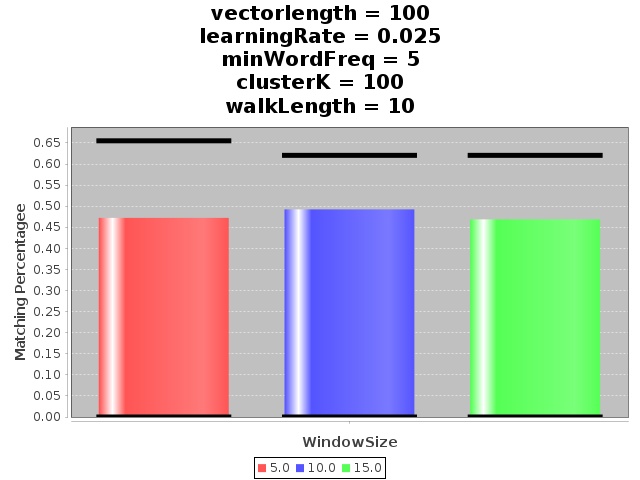 vectorlength = 100
learningRate = 0.025
minWordFreq = 5
clusterK = 100
walkLength = 10
0.65
0.60
0.55
0.50
0.45
0.40
0.35
0.30
0.25
0.20
0.15
0.10
0.05
0.00
Matching Percentagee
WindowSize
5.0 10.0 15.0